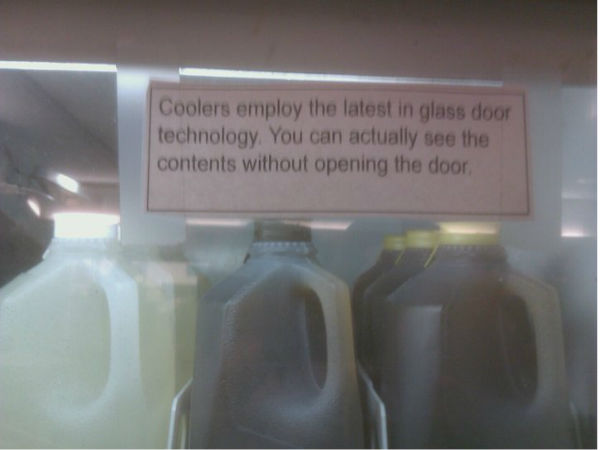 Coolers employ the latest in glass door
technology. You can actually see the
contents without opening the door.